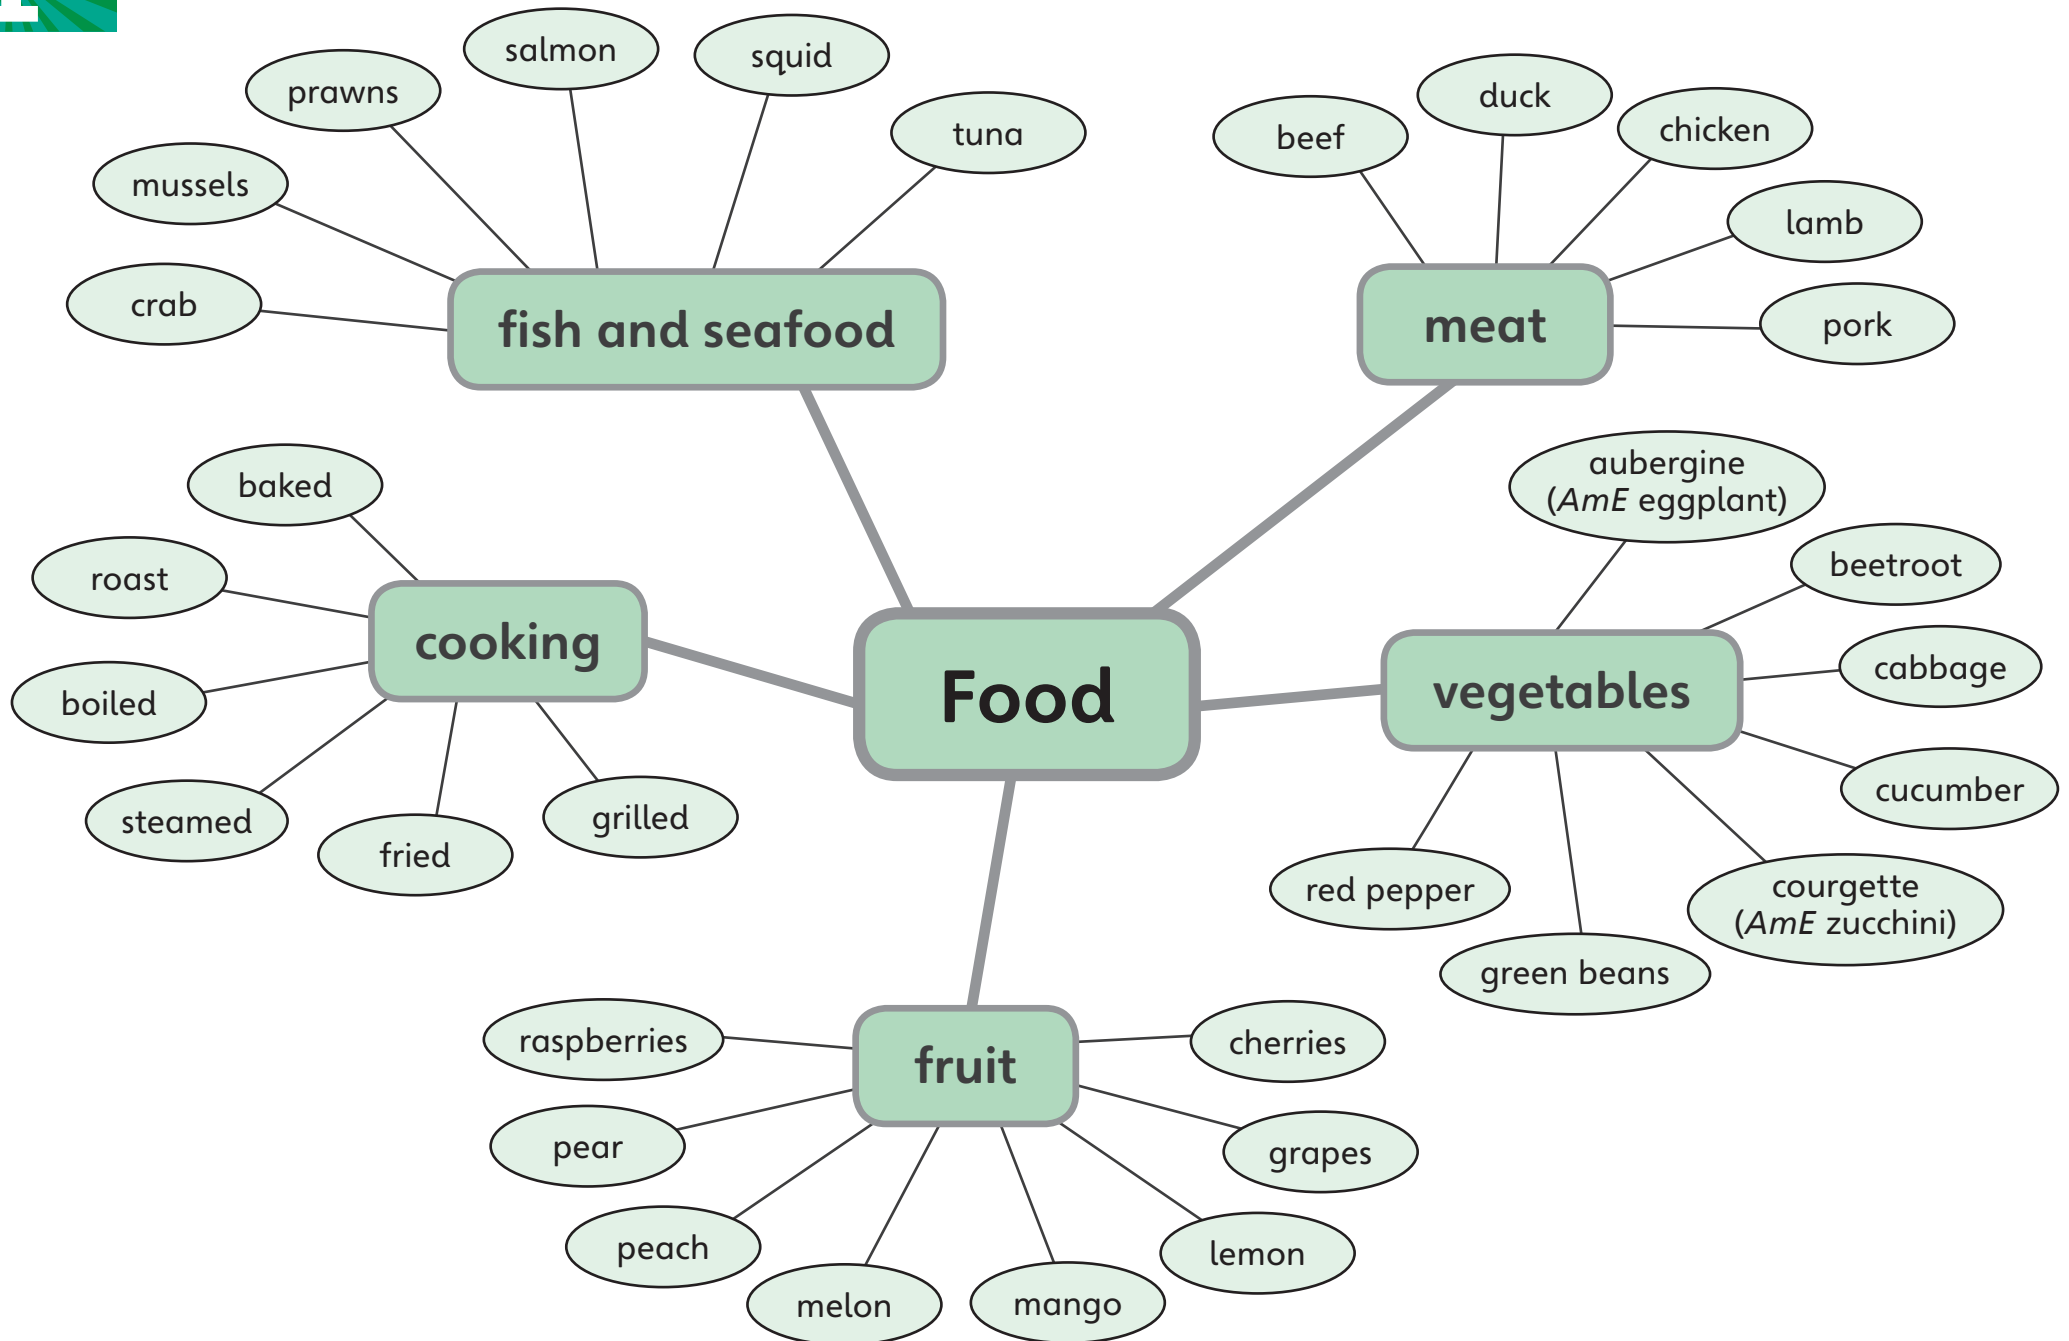 salmon
squid
prawns
tuna
mussels
crab
fish and seafood
duck
beef
chicken
lamb
pork
meat
baked
roast
boiled
steamed
fried
grilled
cooking
Food
aubergine
(AmE eggplant)
beetroot
cabbage
cucumber
courgette
(AmE zucchini)
green beans
red pepper
vegetables
raspberries
pear
peach
melon
mango
lemon
grapes
cherries
fruit